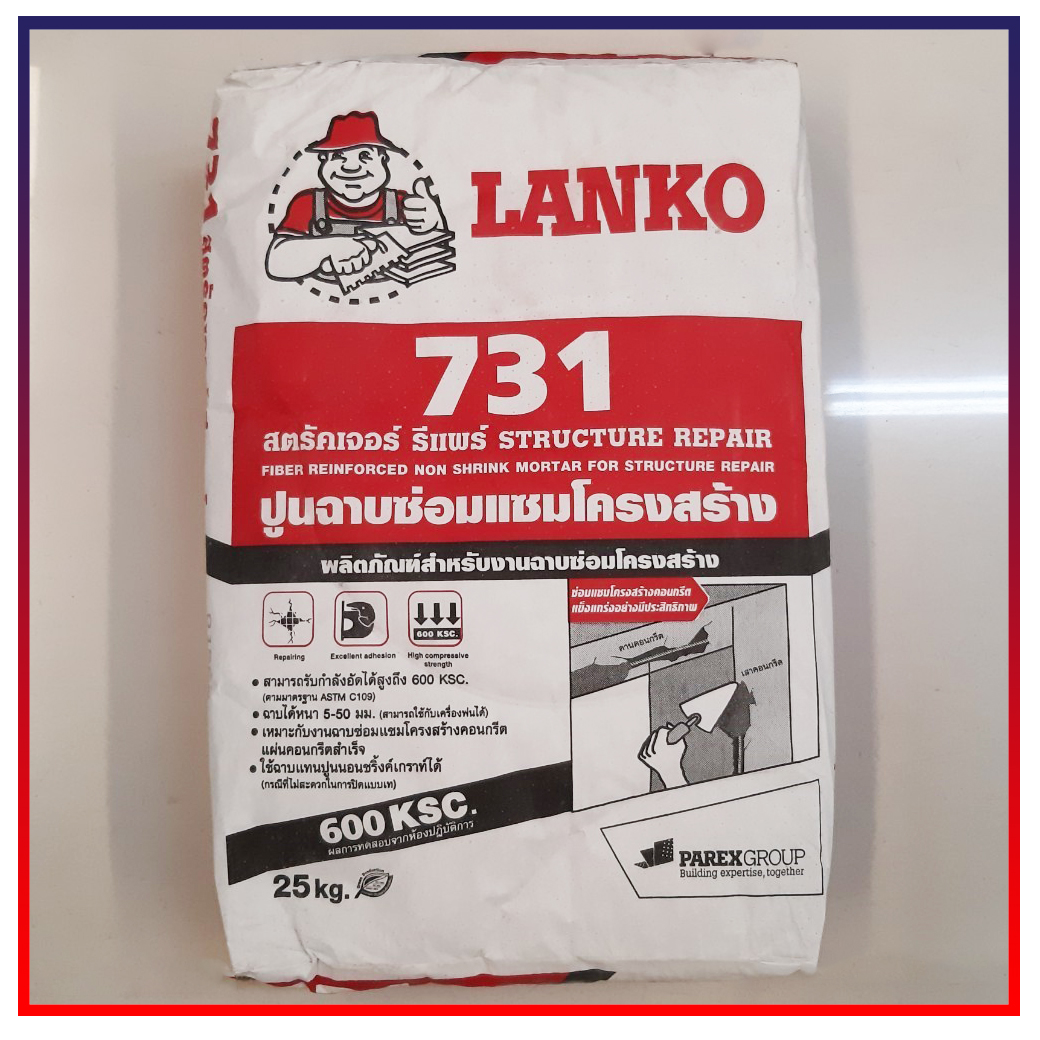 LANKO
731
สตรัคเจอร์ รีแพร์ STRUCTURE REPAIR
FIBER REINFORCED NON SHRINK MORTAR FOR STRUCTURE REPAIR
ปูนฉาบซ่อมแซมโครงสร้าง
ผลิตภัณฑ์สำหรับงานฉาบซ่อมโครงสร้าง
ซ่อมแซมโครงสร้างคอนกรีต
แข็งแกร่งอย่างมีประสิทธิภาพ
คานคอนกรีต
เสาคอนกรีต
600 KSC.
Repairing
Excellent adhesion
High compressive
strength
• สามารถรับกำลังอัดได้สูงถึง 600 KSC.
(ตามมาตรฐาน ASTM C109)
• ฉาบได้หนา 5-50 มม. (สามารถใช้กับเครื่องพ่นได้)
• เหมาะกับงานฉาบซ่อมแซมโครงสร้างคอนกรีต
แผ่นคอนกรีตสำเร็จ
• ใช้ฉาบแทนปูนนอนชริ้งค์เกราท์ได้
(กรณีที่ไม่สะดวกในการปิดแบบเท)
600 KSC.
ผลการทดสอบจากห้องปฏิบัติการ
25 kg.
PAREXGROUP
Building expertise, together
731